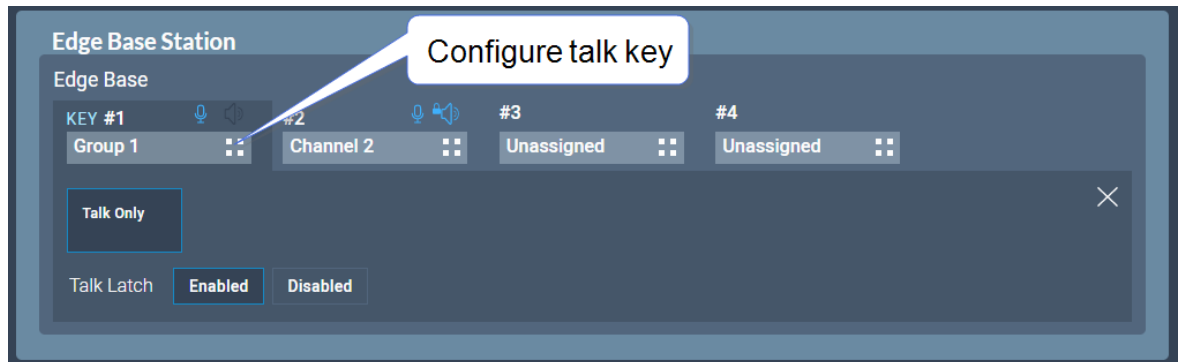 Edge Base Station
Configure talk key
Edge Base
KEY #1
#2
#3
#4
Group 1
Channel 2
Unassigned
Unassigned
Talk Only
Talk Latch
Enabled
Disabled